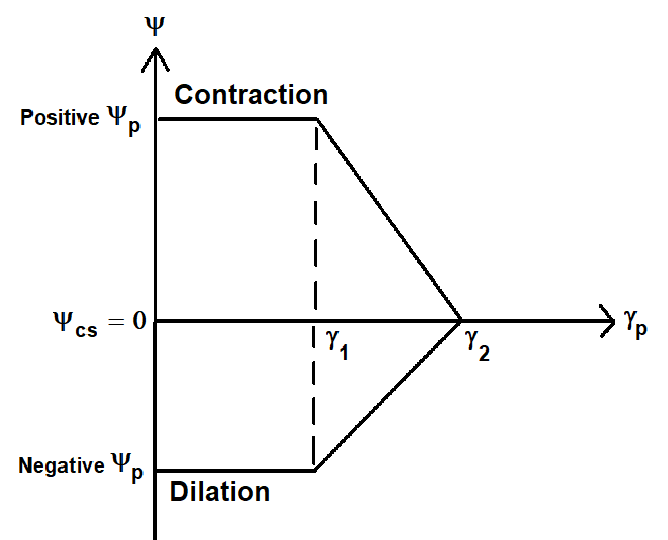 Ψ
Contraction
Positive Ψp
Ψcs = 0
γp
γ1
γ2
Negative Ψp
Dilation